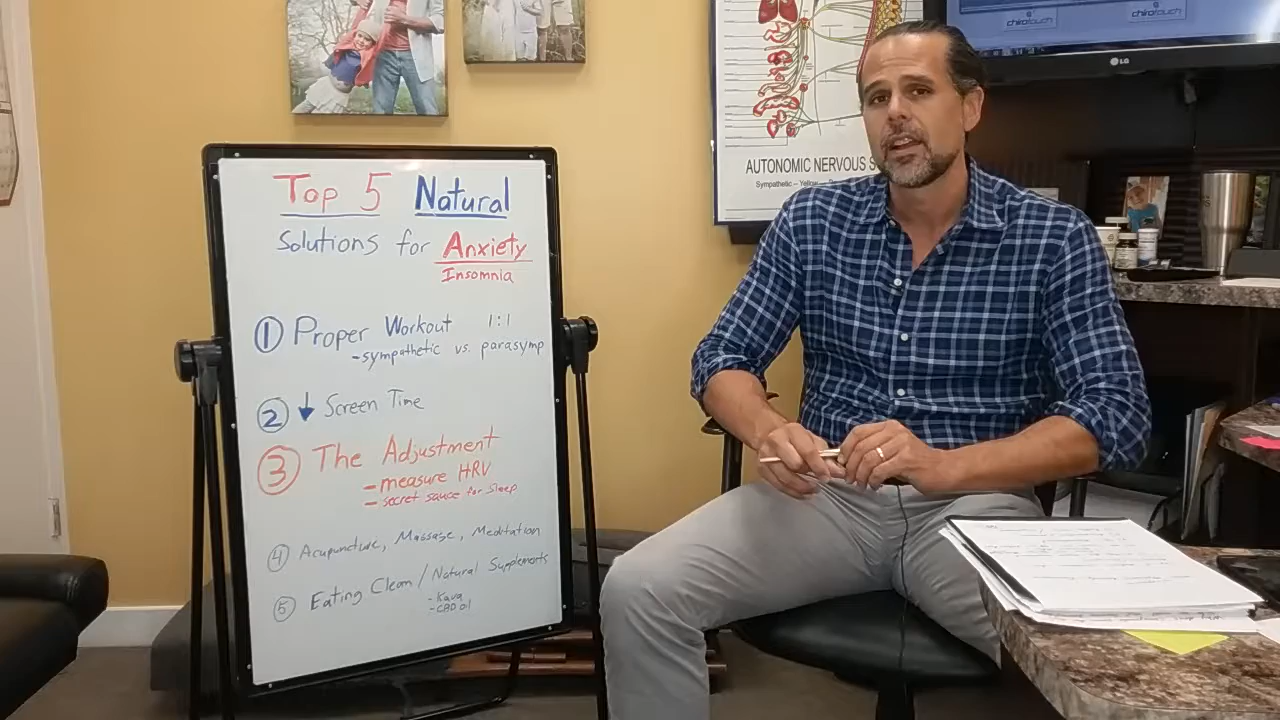 Top 5 Natural
Solutions for Anxiety
Insomnia
① Proper Workout 1:1
-sympathetic vs. parasymp
② ↓ Screen Time
③ The Adjustment
- measure HRV
- secret sauce for sleep
④ Acupuncture, Massage, Meditation
⑤ Eating Clean / Natural Supplements
- Kava
- CBD oil
AUTONOMIC NERVOUS S
Sympathetic – Yellow
chirotouch
chirotouch
LG